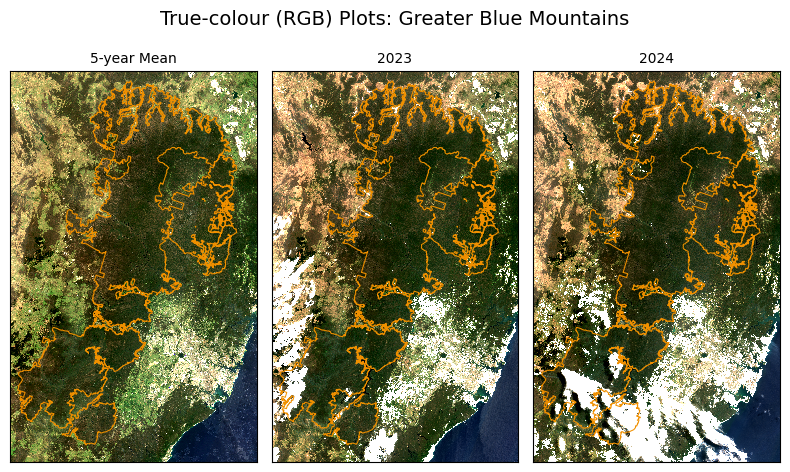 True-colour (RGB) Plots: Greater Blue Mountains
5-year Mean
2023
2024